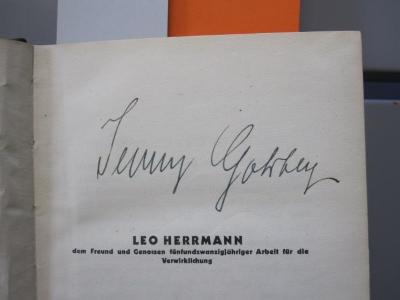 Jenny
LEO HERRMANN
dem Freund und Genossen fünfundzwanzigjähriger Arbeit für die
Verwirklichung